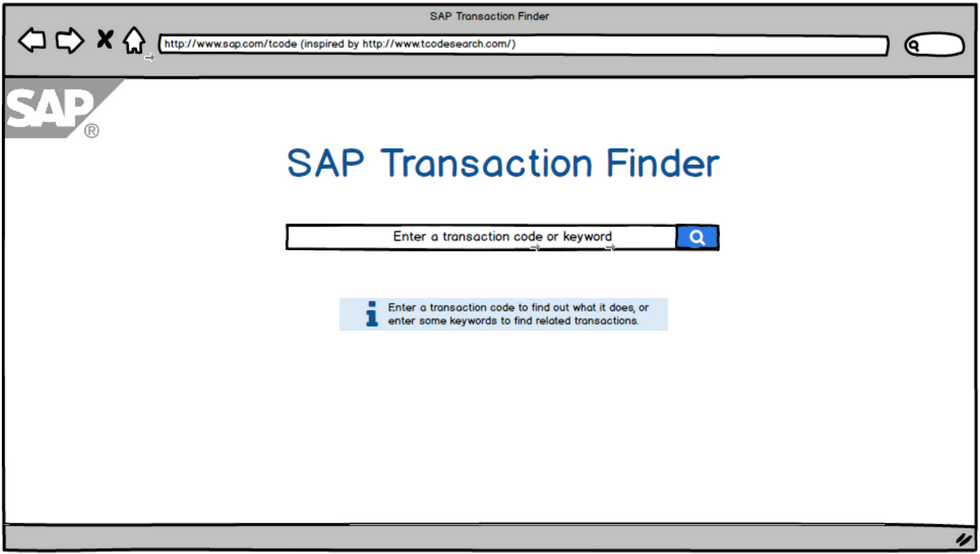 SAP Transaction Finder
http://www.sap.com/tcode (inspired by http://www.tcodesearch.com/)
SAP®
SAP Transaction Finder
Enter a transaction code or keyword
Enter a transaction code to find out what it does, or
enter some keywords to find related transactions.